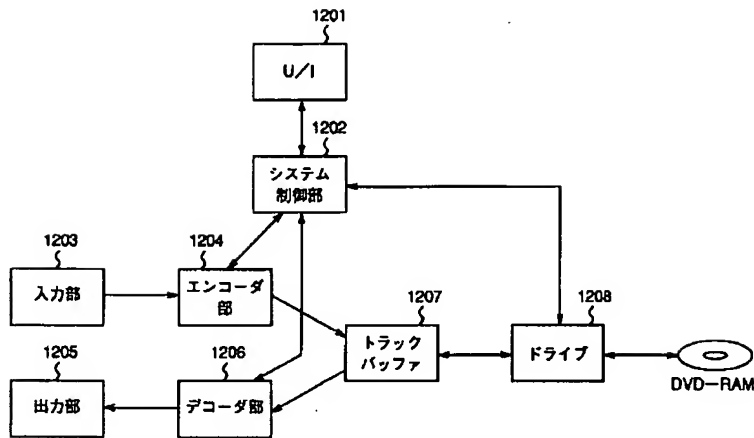 1201
U/I
1202
システム
制御部
1203
入力部
1204
エンコーダ
部
1207
トラック
バッファ
1208
ドライブ
DVD-RAM
1205
出力部
1206
デコーダ部